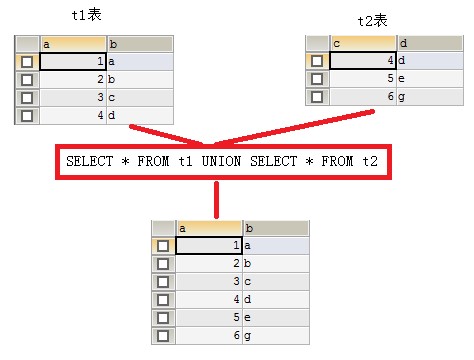 t1表 t2表
a b c d
1 a 4 d
2 b 5 e
3 c 6 g
4 d
SELECT * FROM t1 UNION SELECT * FROM t2
a b
1 a
2 b
3 c
4 d
5 e
6 g